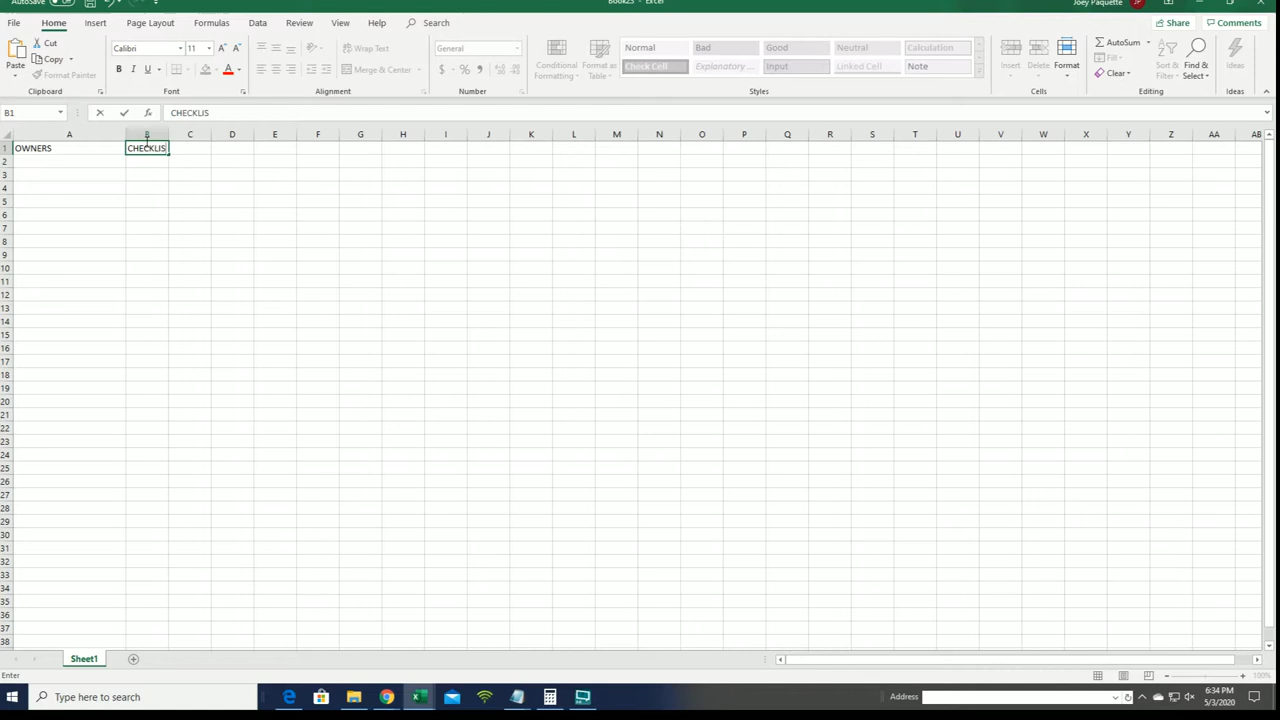 AutoSave Off Book25 - Excel Joey Paquette JP
File Home Insert Page Layout Formulas Data Review View Help Search Share Comments
Paste Cut Copy Format Painter Clipboard
Calibri 11 B I U A Font
Wrap Text Merge & Center Alignment
General $ % Number
Conditional Formatting Format as Table
Normal Bad Good Neutral Calculation
Check Cell Explanatory ... Input Linked Cell Note
Styles
Insert Delete Format Cells
AutoSum Fill Clear Sort & Filter Find & Select Editing
Ideas Ideas
B1 fx CHECKLIS
A B C D E F G H I J K L M N O P Q R S T U V W X Y Z AA AB
1 OWNERS CHECKLIS
2
3
4
5
6
7
8
9
10
11
12
13
14
15
16
17
18
19
20
21
22
23
24
25
26
27
28
29
30
31
32
33
34
35
36
37
38
Sheet1
Enter 100%
Type here to search Address 6:34 PM
5/3/2020